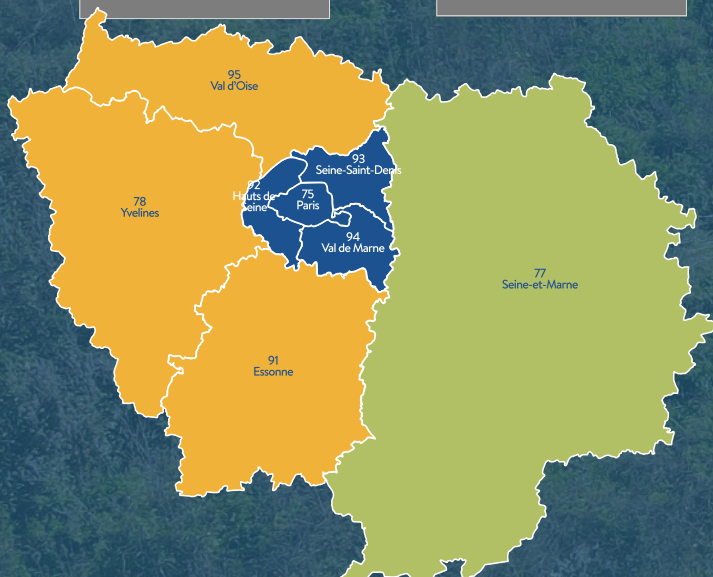 95
Val d'Oise
93
Seine-Saint-Denis
92
Hauts de
Seine
75
Paris
78
Yvelines
94
Val de Marne
77
Seine-et-Marne
91
Essonne